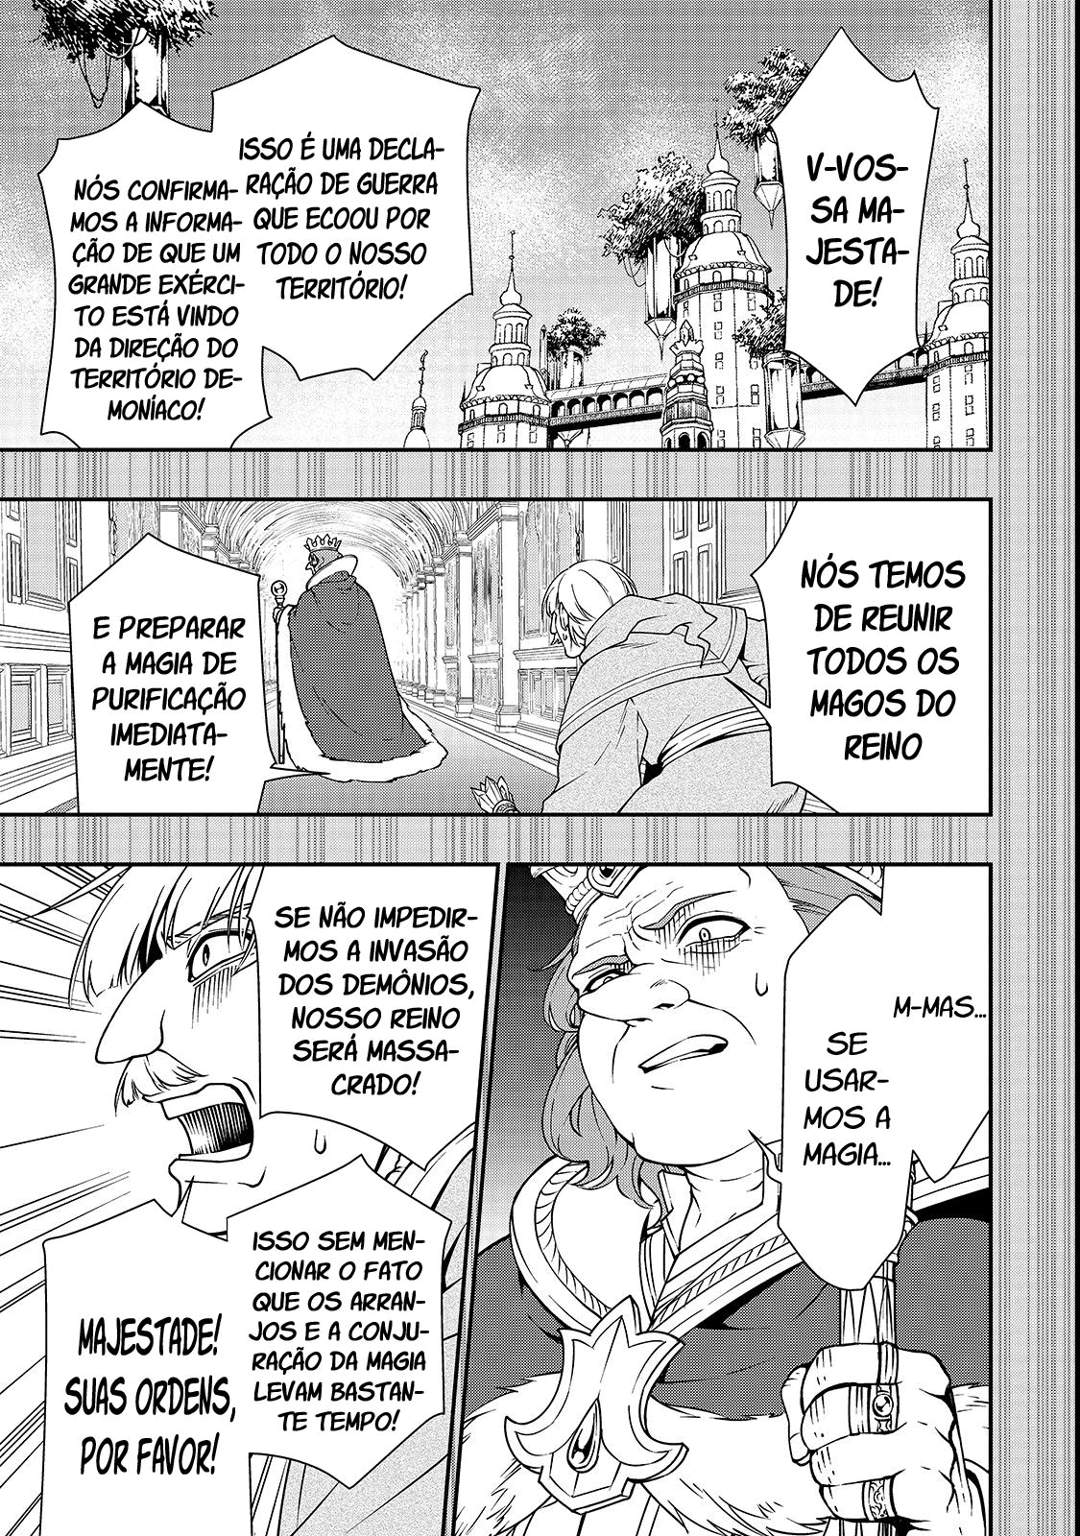 V-VOS-
SA MA-
JESTA-
DE!
ISSO É UMA DECLA-
RAÇÃO DE GUERRA
QUE ECOOU POR
TODO O NOSSO
TERRITÓRIO!
NÓS CONFIRMA-
MOS A INFORMA-
ÇÃO DE QUE UM
GRANDE EXÉRCI-
TO ESTÁ VINDO
DA DIREÇÃO DO
TERRITÓRIO DE-
MONÍACO!
NÓS TEMOS
DE REUNIR
TODOS OS
MAGOS DO
REINO
E PREPARAR
A MAGIA DE
PURIFICAÇÃO
IMEDIATA-
MENTE!
M-MAS...
SE
USAR-
MOS A
MAGIA...
SE NÃO IMPEDIR-
MOS A INVASÃO
DOS DEMÔNIOS,
NOSSO REINO
SERÁ MASSA-
CRADO!
ISSO SEM MEN-
CIONAR O FATO
QUE OS ARRAN-
JOS E A CONJU-
RAÇÃO DA MAGIA
LEVAM BASTAN-
TE TEMPO!
MAJESTADE!
SUAS ORDENS,
POR FAVOR!